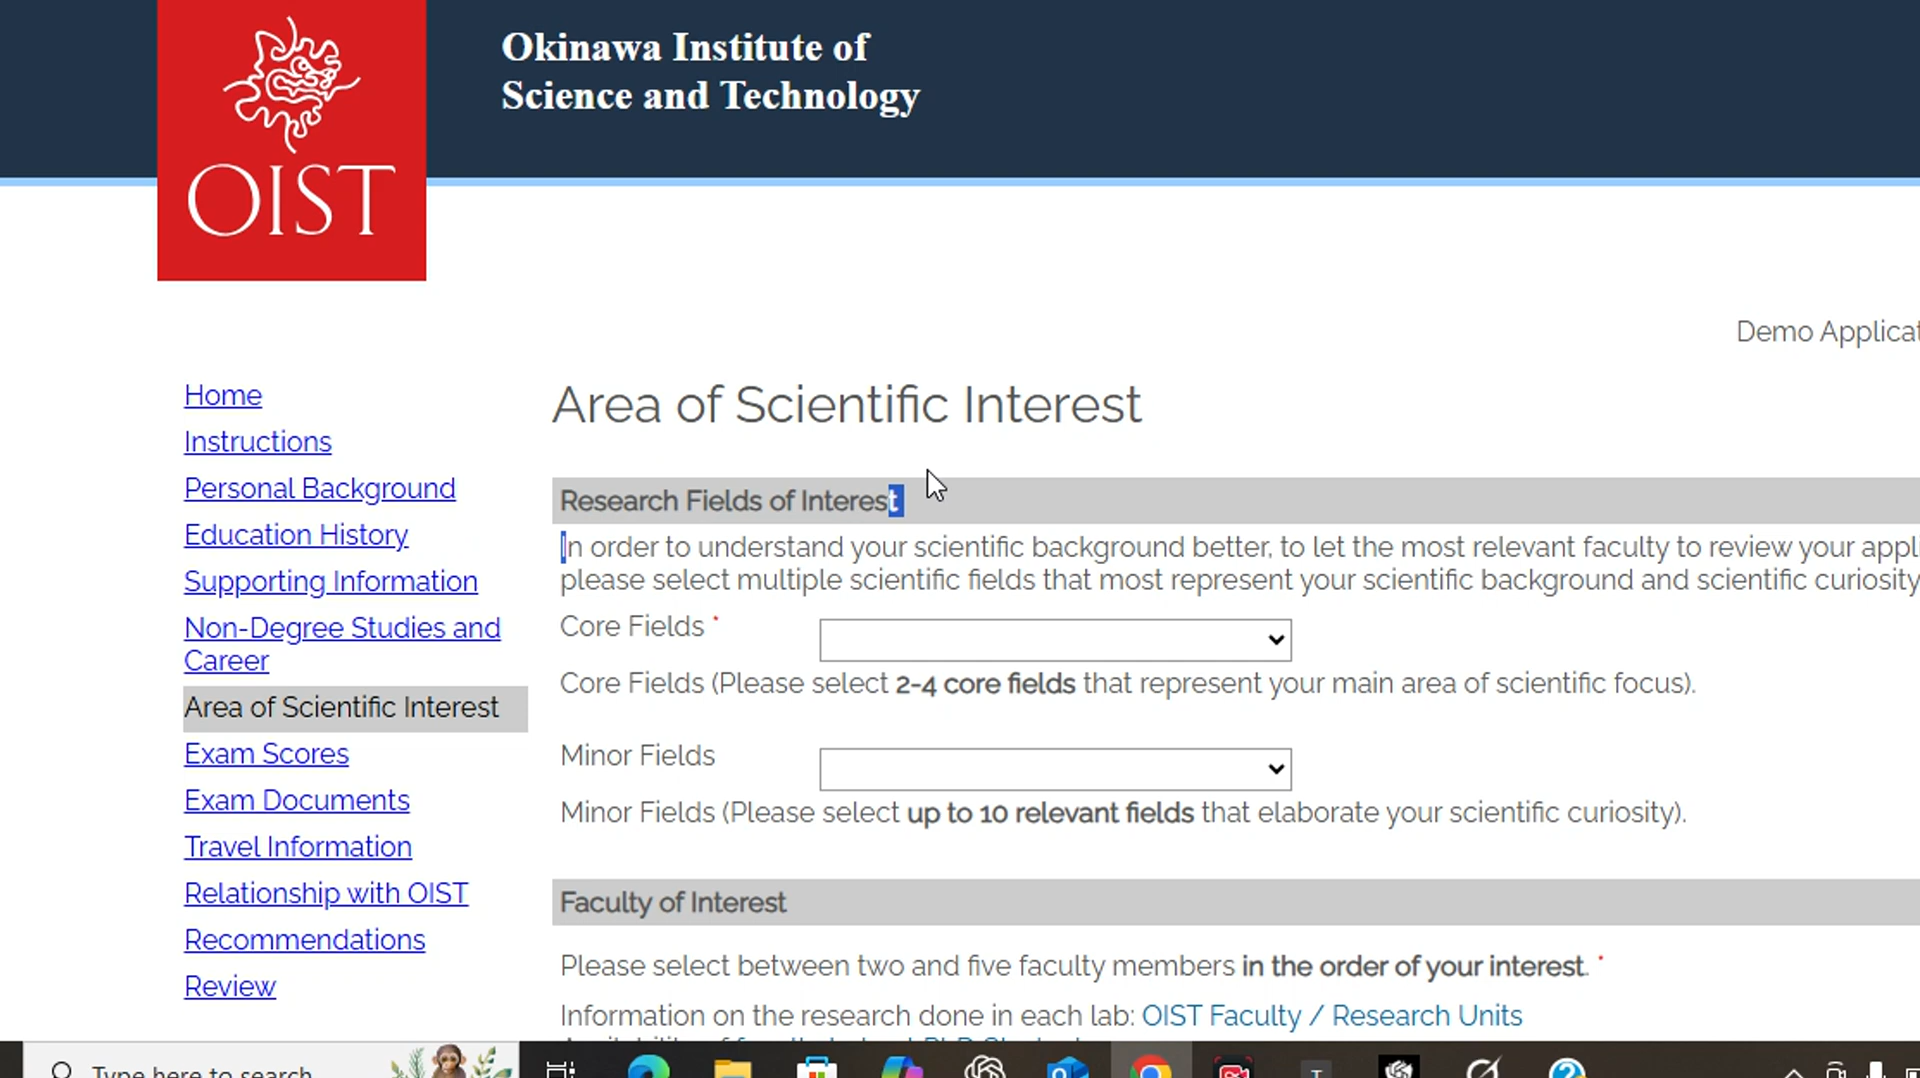 Okinawa Institute of
Science and Technology
OIST
Demo Applicat
Home
Instructions
Personal Background
Education History
Supporting Information
Non-Degree Studies and
Career
Area of Scientific Interest
Exam Scores
Exam Documents
Travel Information
Relationship with OIST
Recommendations
Review
Area of Scientific Interest
Research Fields of Interest
In order to understand your scientific background better, to let the most relevant faculty to review your appli
please select multiple scientific fields that most represent your scientific background and scientific curiosity
Core Fields *
Core Fields (Please select 2-4 core fields that represent your main area of scientific focus).
Minor Fields
Minor Fields (Please select up to 10 relevant fields that elaborate your scientific curiosity).
Faculty of Interest
Please select between two and five faculty members in the order of your interest. *
Information on the research done in each lab: OIST Faculty / Research Units
Type here to search